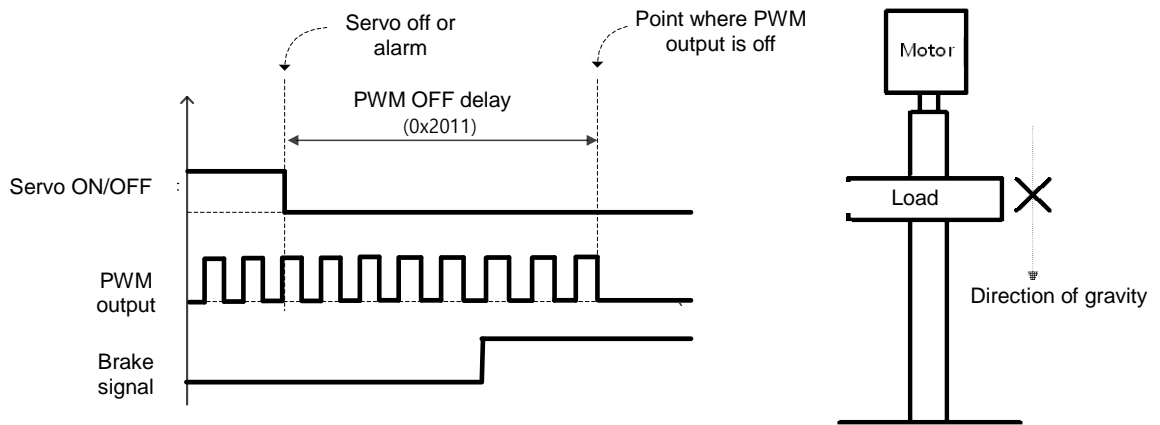 Servo off or
alarm
Point where PWM
output is off
PWM OFF delay
(0x2011)
Servo ON/OFF :
PWM
output
Brake
signal
Motor
Load
Direction of gravity